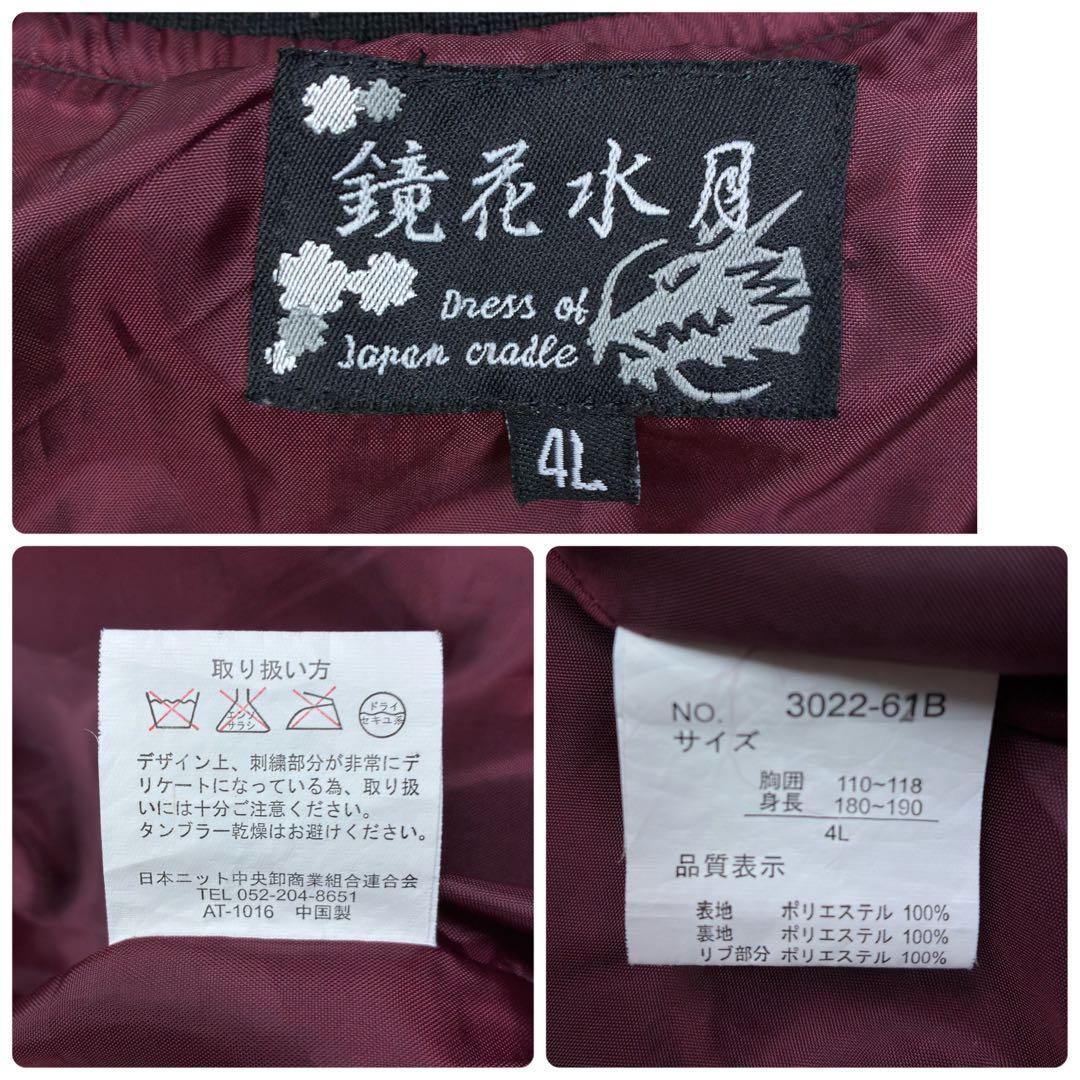 鏡花水月
Dress of
Japan cradle
4L
取り扱い方
エンソ
サラシ
ドライ
セキユ系
デザイン上、刺繍部分が非常にデ
リケートになっている為、取り扱
いには十分ご注意ください。
タンブラー乾燥はお避けください。
日本ニット中央卸商業組合連合会
TEL 052-204-8651
AT-1016 中国製
NO. 3022-61B
サイズ
胸囲 110~118
身長 180~190
4L
品質表示
表地 ポリエステル 100%
裏地 ポリエステル 100%
リブ部分 ポリエステル 100%